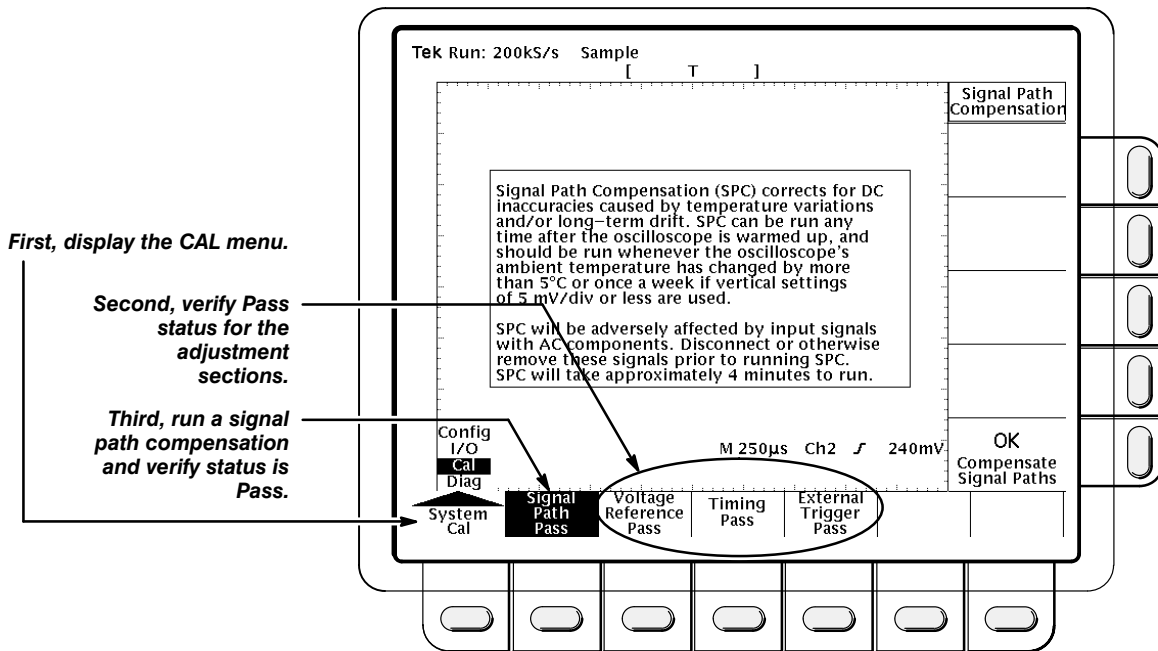 Tek Run: 200kS/s Sample
[ T ]
Signal Path
Compensation
Signal Path Compensation (SPC) corrects for DC
inaccuracies caused by temperature variations
and/or long–term drift. SPC can be run any
time after the oscilloscope is warmed up, and
should be run whenever the oscilloscope's
ambient temperature has changed by more
than 5°C or once a week if vertical settings
of 5 mV/div or less are used.
SPC will be adversely affected by input signals
with AC components. Disconnect or otherwise
remove these signals prior to running SPC.
SPC will take approximately 4 minutes to run.
First, display the CAL menu.
Second, verify Pass
status for the
adjustment
sections.
Third, run a signal
path compensation
and verify status is
Pass.
Config
I/O
Cal
Diag
M 250µs Ch2 ƒ 240mV
OK
Compensate
Signal Paths
System
Cal
Signal
Path
Pass
Voltage
Reference
Pass
Timing
Pass
External
Trigger
Pass